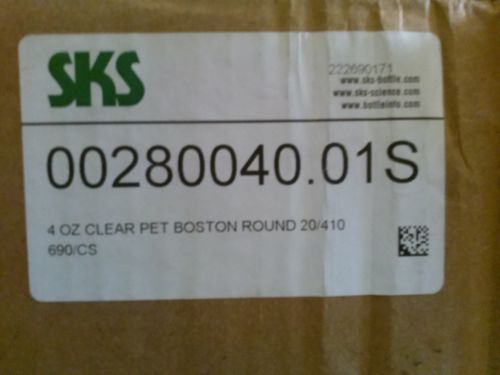 SKS
222690171
www.sks-bottle.com
www.sks-science.com
www.bottleinfo.com
00280040.01S
4 OZ CLEAR PET BOSTON ROUND 20/410
690/CS